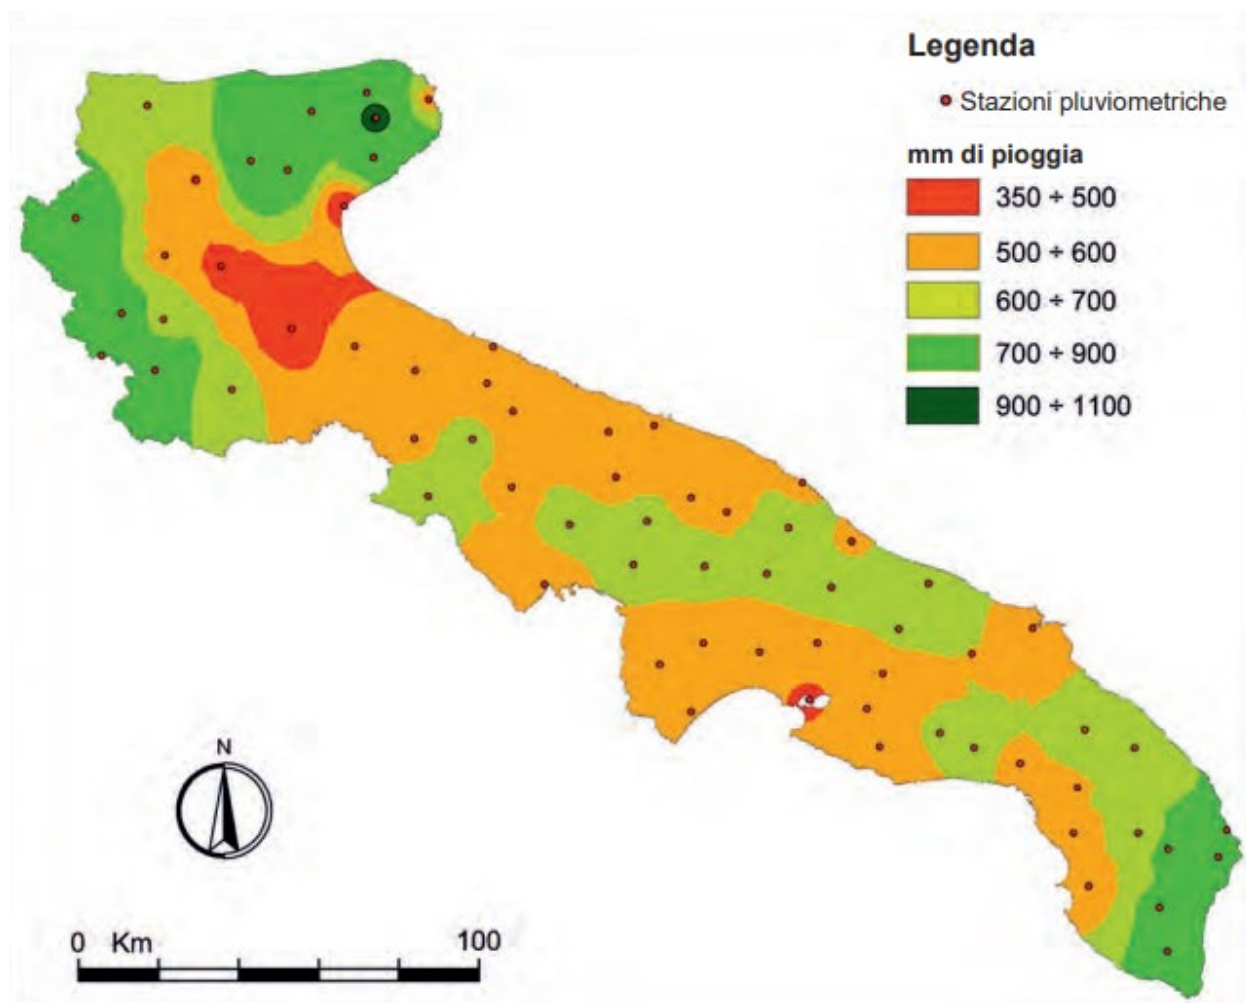 Legenda
Stazioni pluviometriche
mm di pioggia
350 ÷ 500
500 ÷ 600
600 ÷ 700
700 ÷ 900
900 ÷ 1100
N
0 Km 100